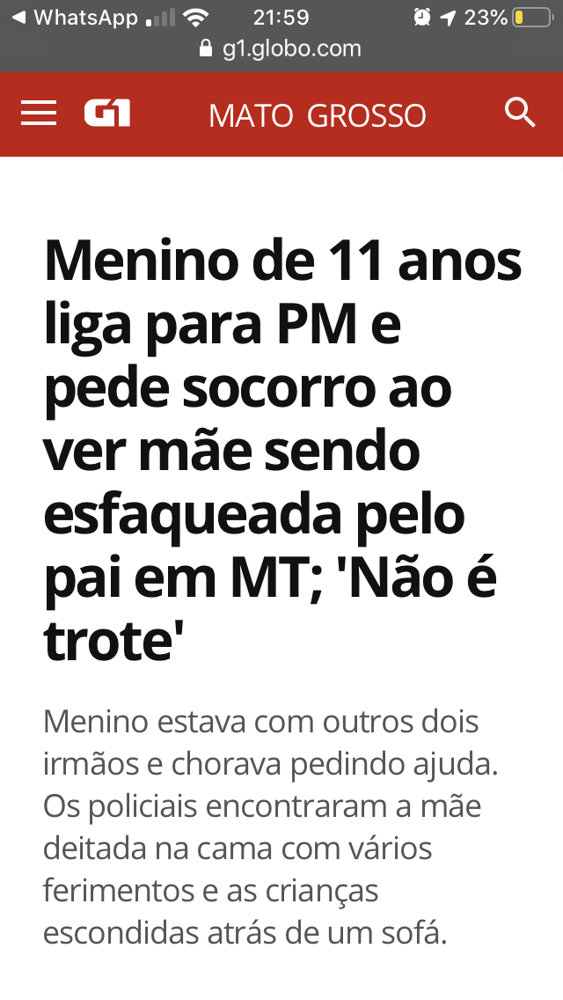 WhatsApp 21:59 23%
g1.globo.com
G1 MATO GROSSO
Menino de 11 anos
liga para PM e
pede socorro ao
ver mãe sendo
esfaqueada pelo
pai em MT; 'Não é
trote'
Menino estava com outros dois
irmãos e chorava pedindo ajuda.
Os policiais encontraram a mãe
deitada na cama com vários
ferimentos e as crianças
escondidas atrás de um sofá.